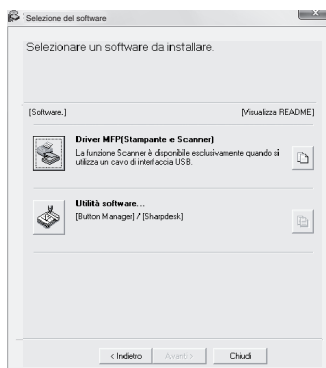 Selezione del software
Selezionare un software da installare.
[Software.] [Visualizza README]
Driver MFP(Stampante e Scanner)
La funzione Scanner è disponibile esclusivamente quando si
utilizza un cavo di interfaccia USB.
Utilità software...
[Button Manager] / [Sharpdesk]
< Indietro Avanti > Chiudi